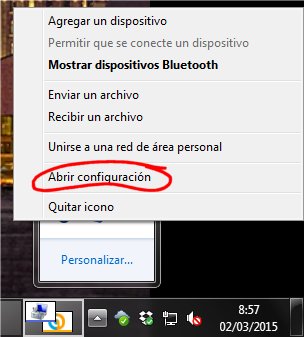 Agregar un dispositivo
Permitir que se conecte un dispositivo
Mostrar dispositivos Bluetooth
Enviar un archivo
Recibir un archivo
Unirse a una red de área personal
Abrir configuración
Quitar icono
Personalizar...
8:57
02/03/2015